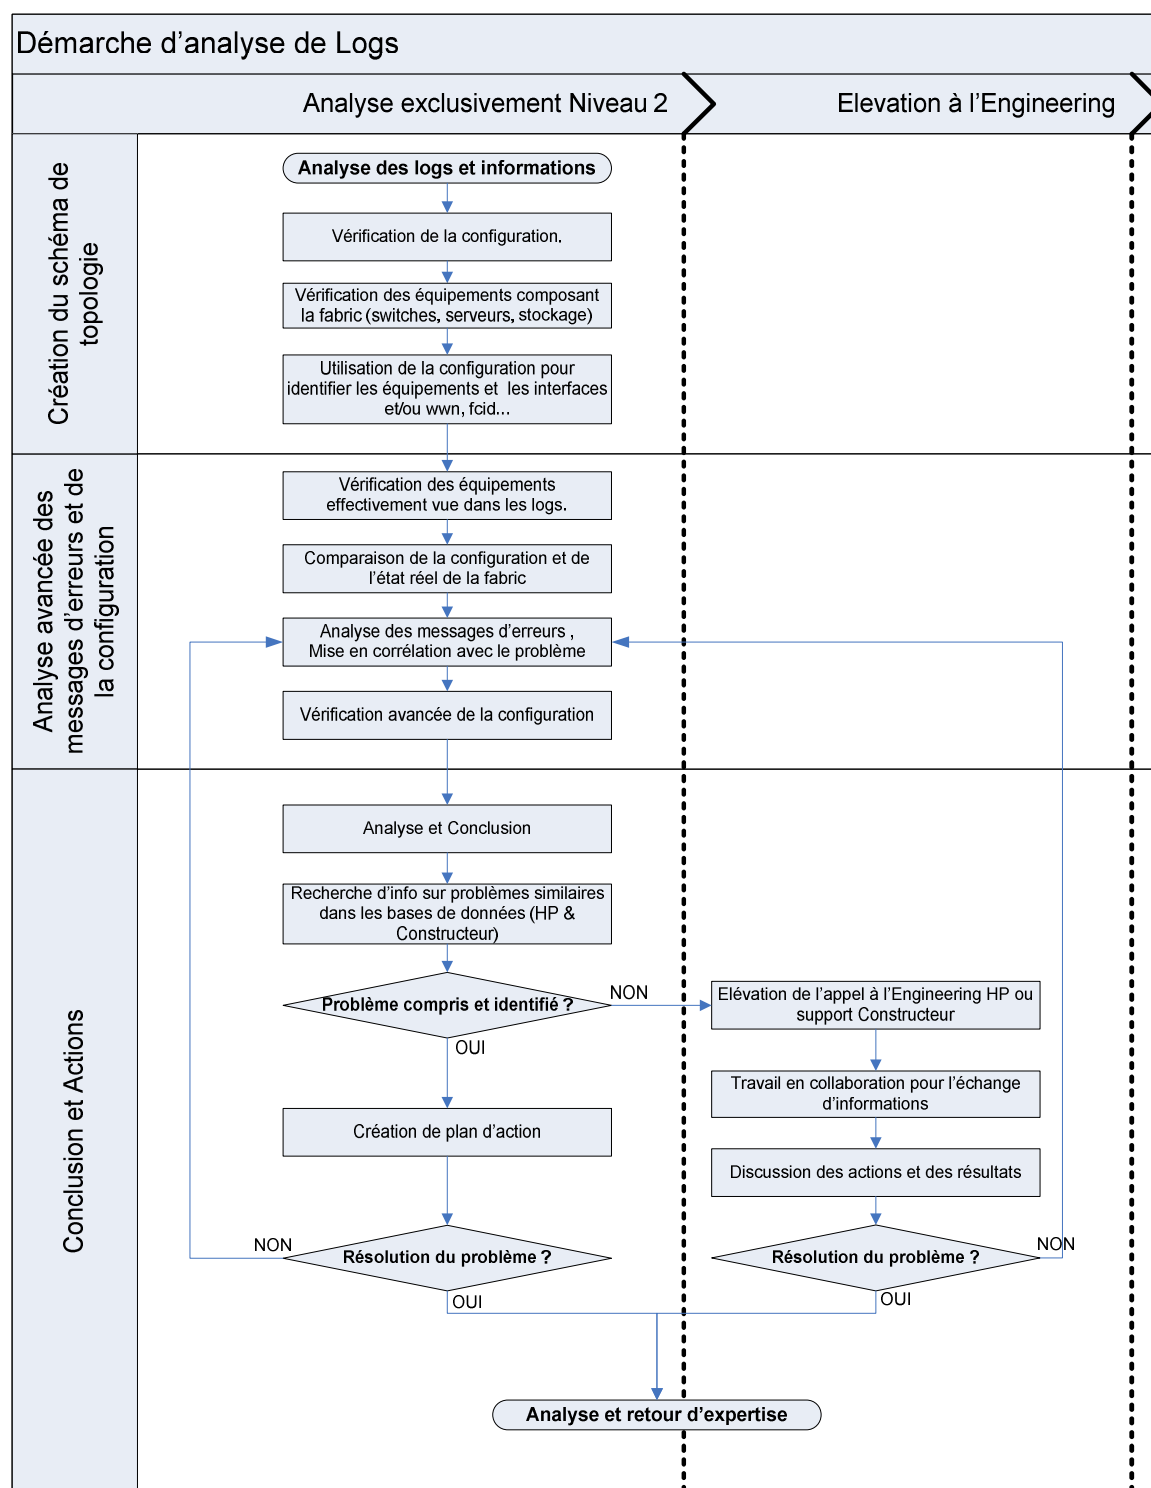 Démarche d’analyse de Logs
Analyse exclusivement Niveau 2
Elevation à l’Engineering
Création du schéma de
topologie
Analyse des logs et informations
Vérification de la configuration.
Vérification des équipements composant
la fabric (switches, serveurs, stockage)
Utilisation de la configuration pour
identifier les équipements et les interfaces
et/ou wwn, fcid...
Analyse avancée des
messages d’erreurs et de
la configuration
Vérification des équipements
effectivement vue dans les logs.
Comparaison de la configuration et de
l’état réel de la fabric
Analyse des messages d’erreurs ,
Mise en corrélation avec le problème
Vérification avancée de la configuration
Conclusion et Actions
Analyse et Conclusion
Recherche d’info sur problèmes similaires
dans les bases de données (HP &
Constructeur)
Problème compris et identifié ?
NON
OUI
Elévation de l’appel à l’Engineering HP ou
support Constructeur
Travail en collaboration pour l’échange
d’informations
Création de plan d’action
Discussion des actions et des résultats
NON
Résolution du problème ?
OUI
Résolution du problème ?
NON
OUI
Analyse et retour d’expertise